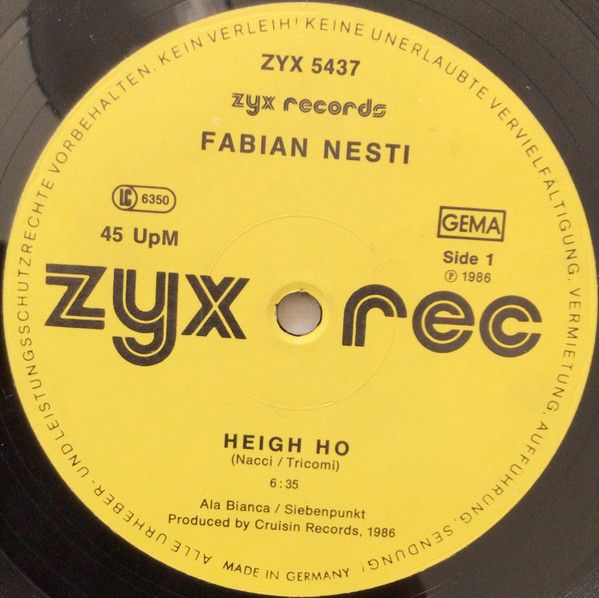 ALLE URHEBER- UND LEISTUNGSSCHUTZRECHTE VORBEHALTEN. KEIN VERLEIH! KEINE UNERLAUBTE VERVIELFÄLTIGUNG, VERMIETUNG, AUFFÜHRUNG, SENDUNG!
ZYX 5437
zyx records
FABIAN NESTI
LC 6350
GEMA
45 UpM
Side 1
℗ 1986
zyx rec
HEIGH HO
(Nacci / Tricomi)
6:35
Ala Bianca / Siebenpunkt
Produced by Cruisin Records, 1986
MADE IN GERMANY